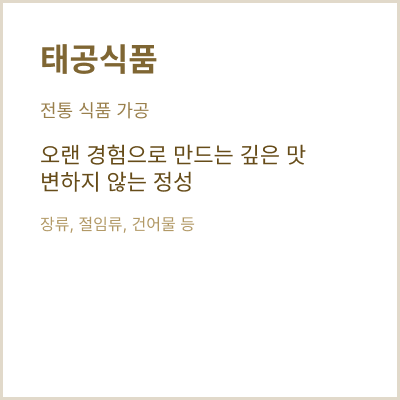 태공식품
전통 식품 가공
오랜 경험으로 만드는 깊은 맛
변하지 않는 정성
장류, 절임류, 건어물 등